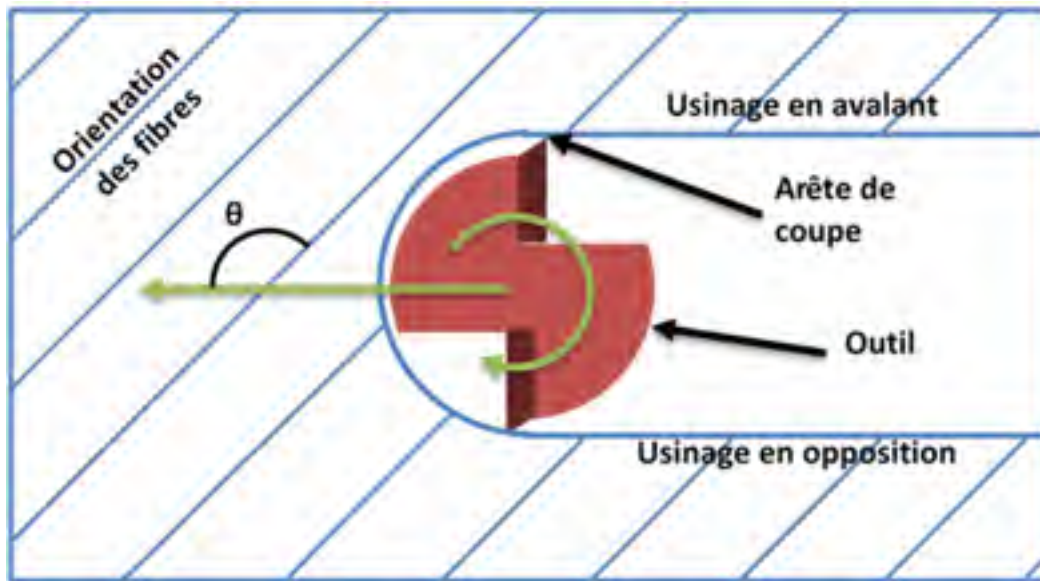 Orientation
des fibres
θ
Usinage en avalant
Arête de
coupe
Outil
Usinage en opposition